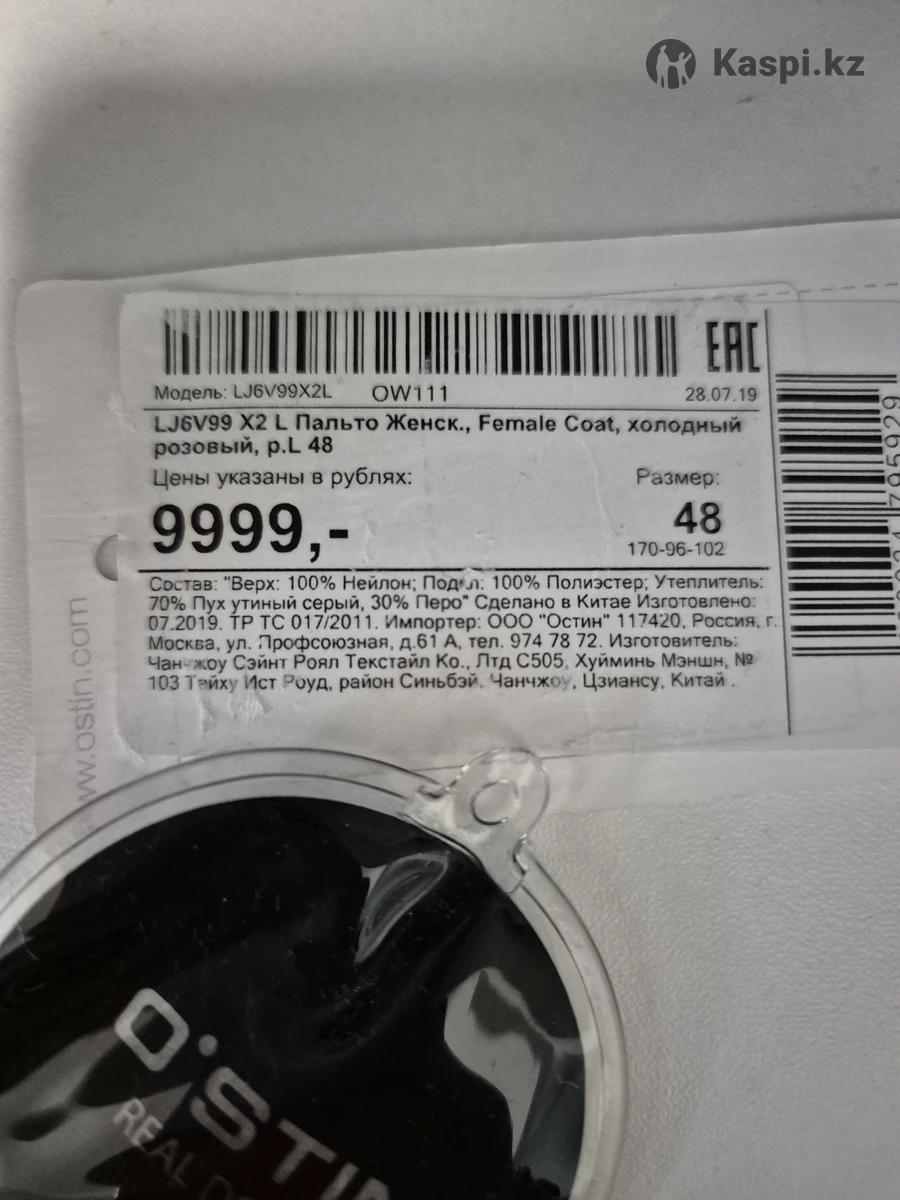 Kaspi.kz
EAC
Модель: LJ6V99X2L OW111 28.07.19
LJ6V99 X2 L Пальто Женск., Female Coat, холодный
розовый, р.L 48
Цены указаны в рублях: Размер:
9999,- 48
170-96-102
Состав: "Верх: 100% Нейлон; Подкл: 100% Полиэстер; Утеплитель:
70% Пух утиный серый, 30% Перо" Сделано в Китае Изготовлено:
07.2019. ТР ТС 017/2011. Импортер: ООО "Остин" 117420, Россия, г.
Москва, ул. Профсоюзная, д.61 А, тел. 974 78 72. Изготовитель:
Чанчжоу Сэйнт Роял Текстайл Ко., Лтд С505, Хуйминь Мэншн, №
103 Тайху Ист Роуд, район Синьбэй, Чанчжоу, Цзиансу, Китай .
www.ostin.com
O'STIN
REAL